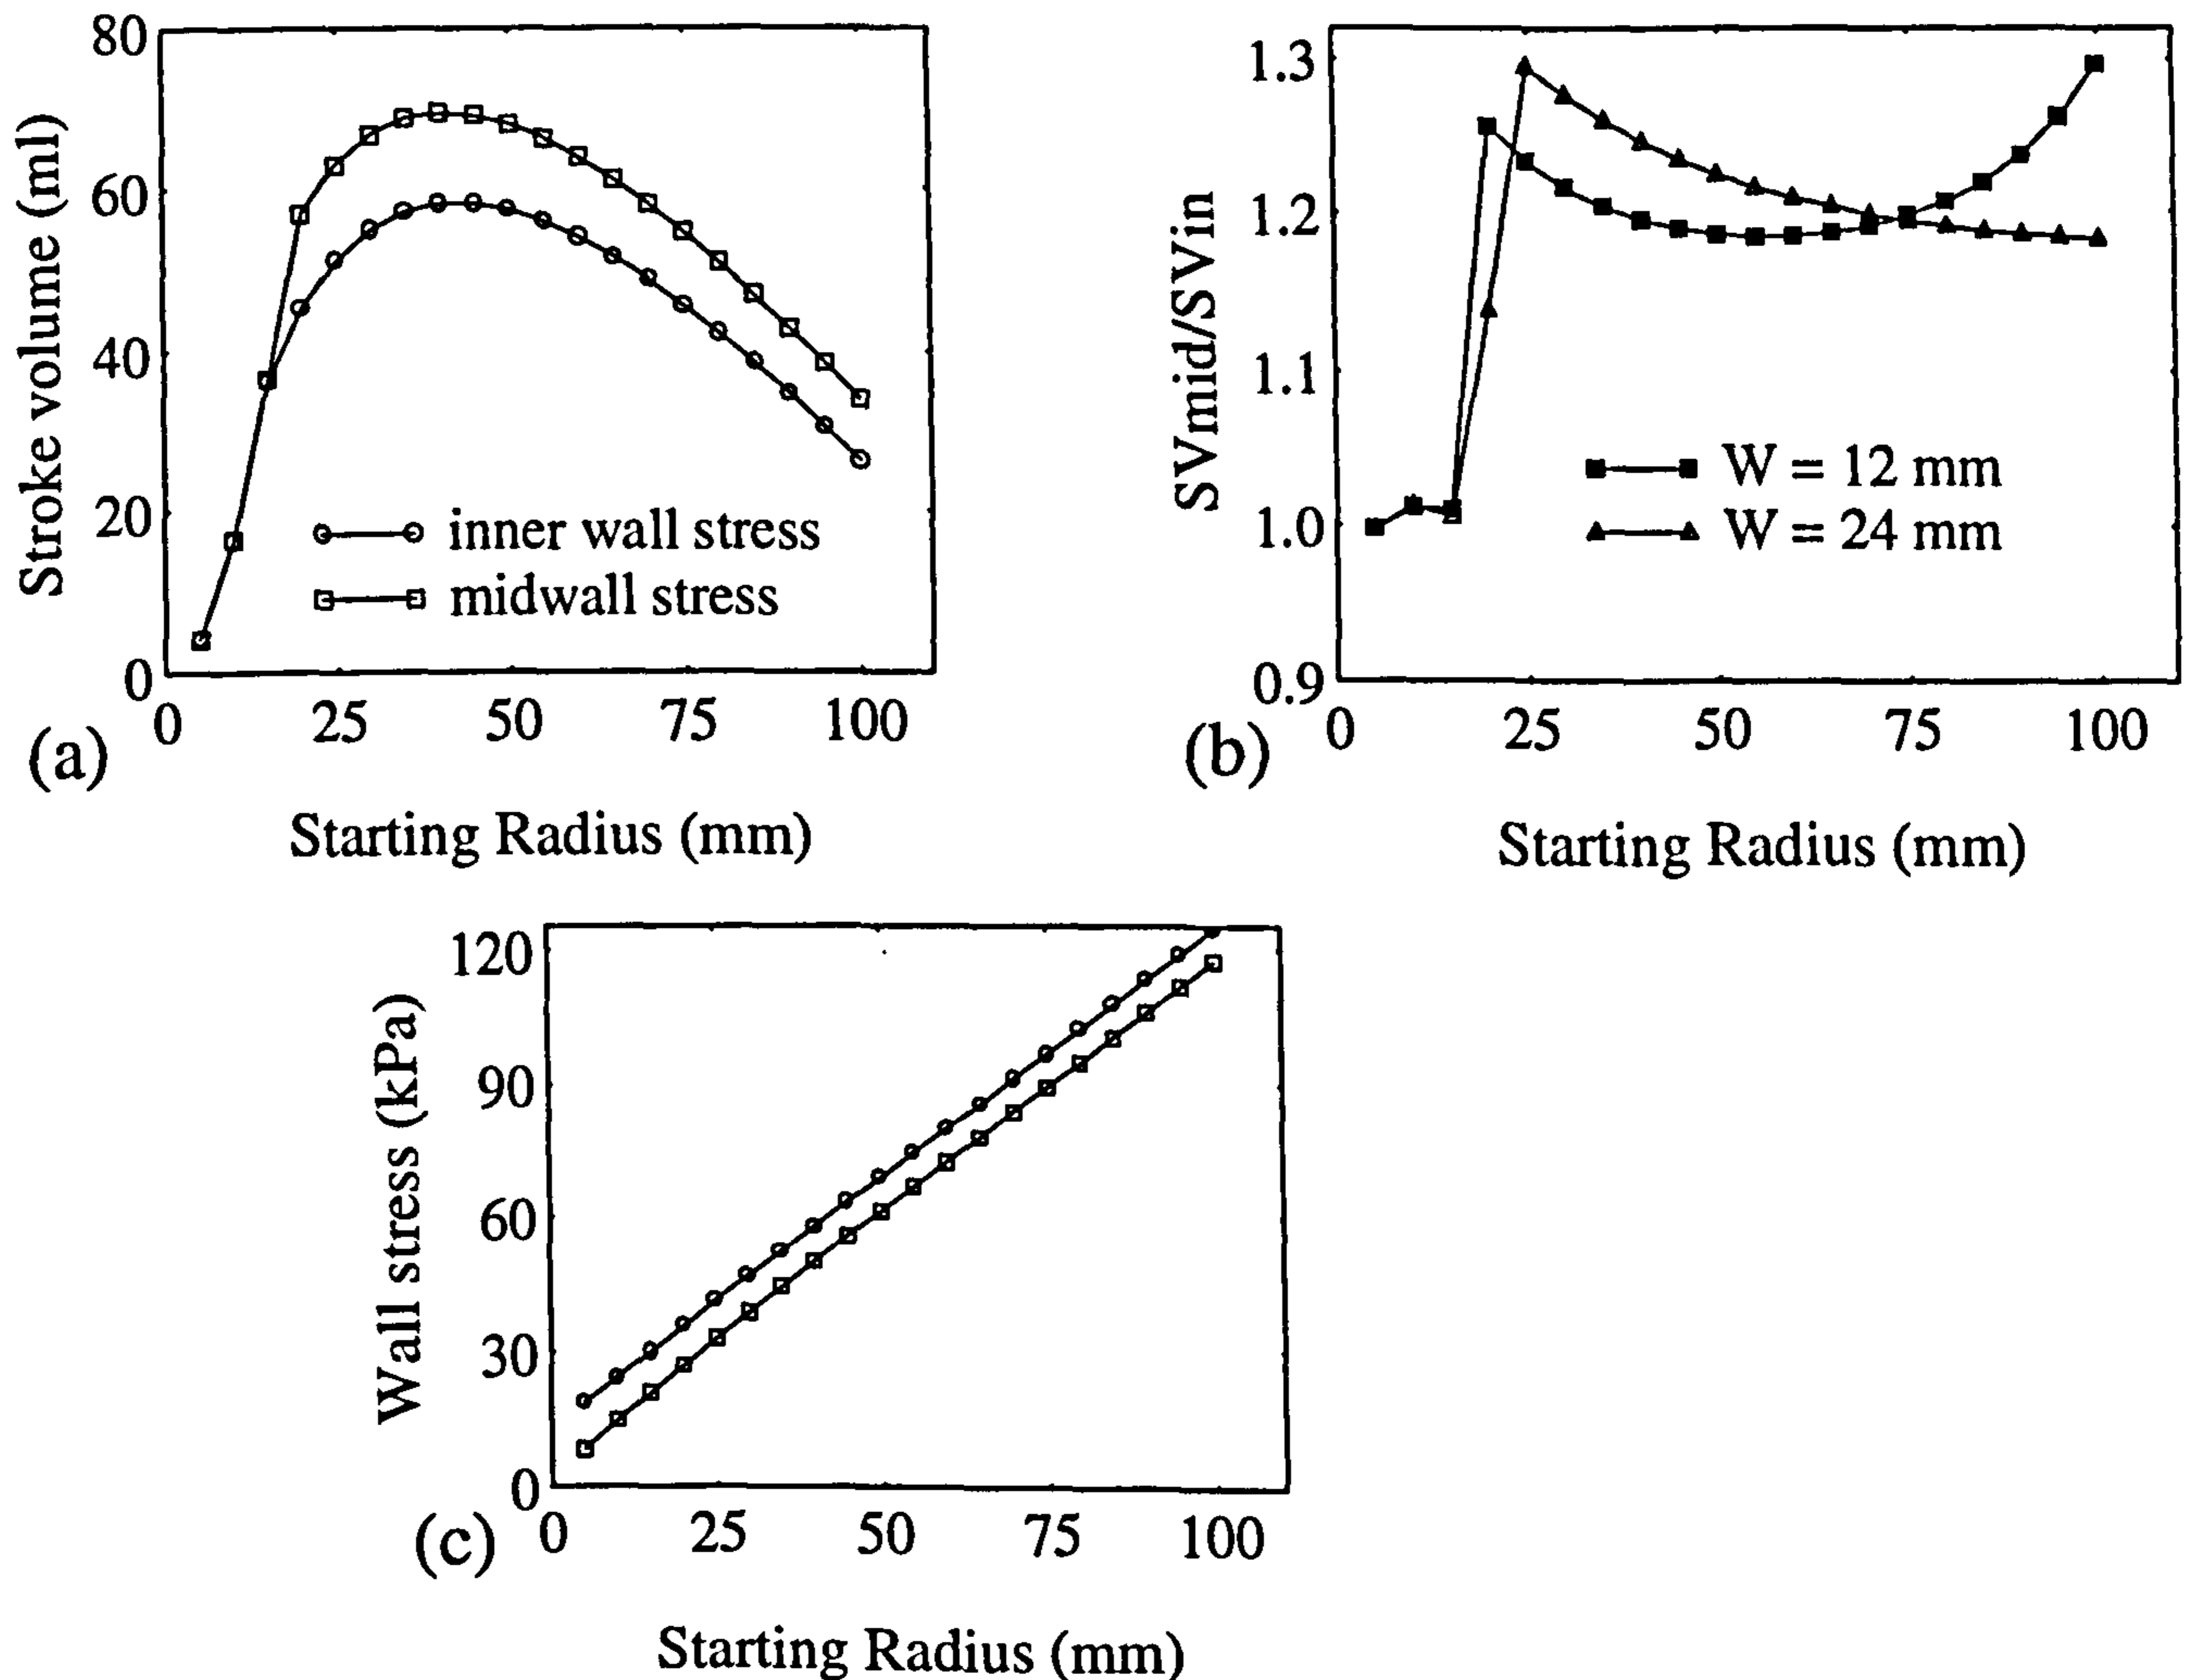 80
60
40
20
0
Stroke volume (ml)
inner wall stress
midwall stress
0 25 50 75 100
(a)
Starting Radius (mm)
1.3
1.2
1.1
1.0
0.9
SVmid/SVin
W = 12 mm
W = 24 mm
0 25 50 75 100
(b)
Starting Radius (mm)
120
90
60
30
0
Wall stress (kPa)
0 25 50 75 100
(c)
Starting Radius (mm)